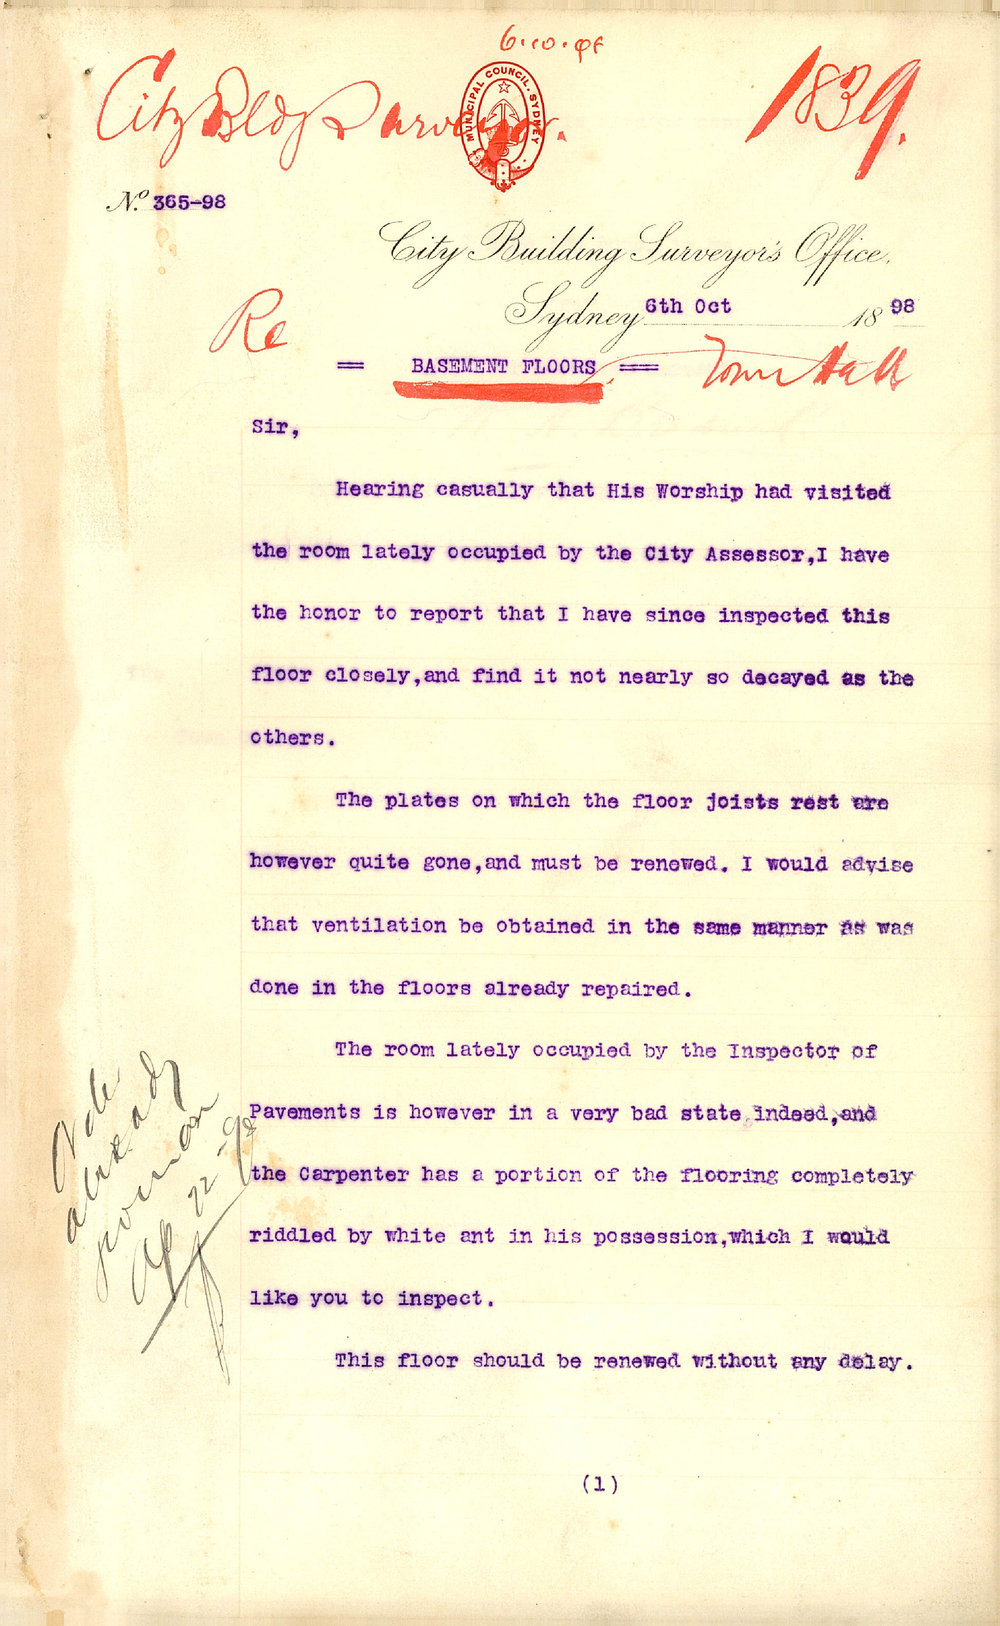 6.10.98
City Bldg Surveyor.
1839.
MUNICIPAL COUNCIL. SYDNEY
No. 365-98
City Building Surveyor's Office,
Sydney 6th Oct 1898
Re
== BASEMENT FLOORS == Town Hall
Sir,
Hearing casually that His Worship had visited
the room lately occupied by the City Assessor,I have
the honor to report that I have since inspected this
floor closely,and find it not nearly so decayed as the
others.
The plates on which the floor joists rest are
however quite gone,and must be renewed. I would advise
that ventilation be obtained in the same manner as was
done in the floors already repaired.
The room lately occupied by the Inspector of
Pavements is however in a very bad state indeed,and
the Carpenter has a portion of the flooring completely
riddled by white ant in his possession,which I would
like you to inspect.
This floor should be renewed without any delay.
Note
already
(1)